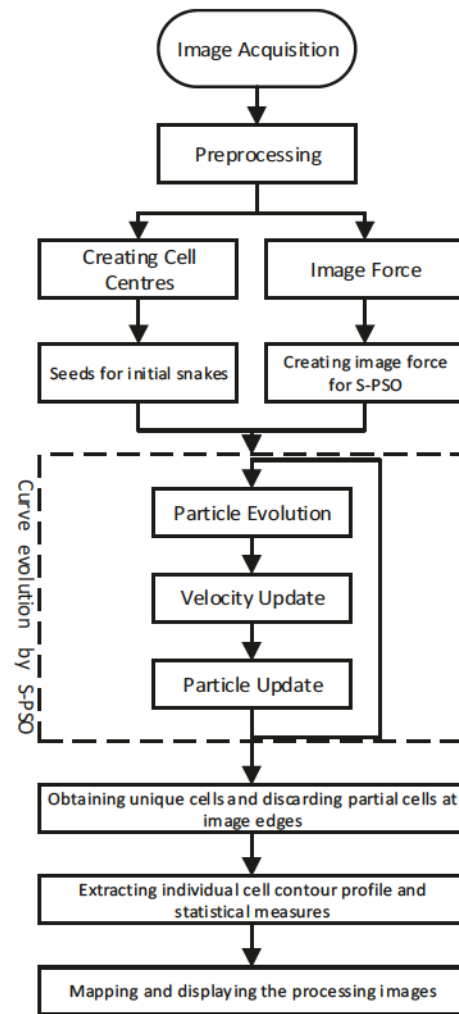 Image Acquisition
Preprocessing
Creating Cell
Centres
Image Force
Seeds for initial snakes
Creating image force
for S-PSO
Curve evolution by S-PSO
Particle Evolution
Velocity Update
Particle Update
Obtaining unique cells and discarding partial cells at
image edges
Extracting individual cell contour profile and
statistical measures
Mapping and displaying the processing images